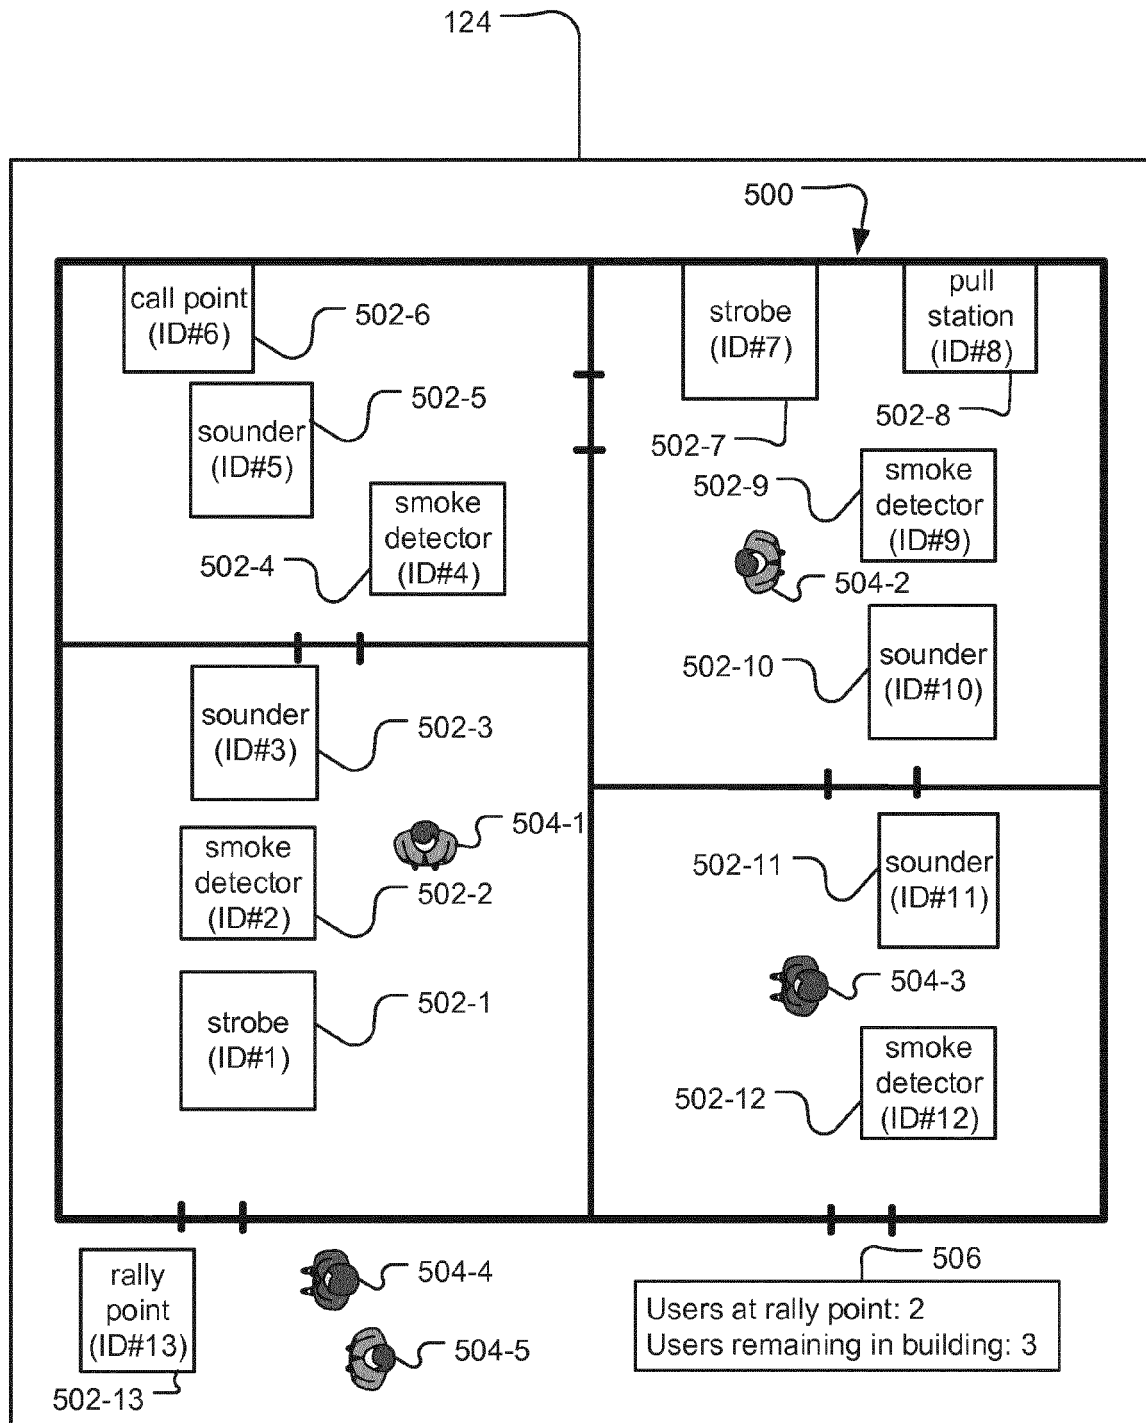 124
500
call point
(ID#6)
502-6
strobe
(ID#7)
502-7
pull
station
(ID#8)
502-8
502-5
sounder
(ID#5)
502-9
smoke
detector
(ID#9)
smoke
detector
(ID#4)
502-4
504-2
502-10
sounder
(ID#10)
sounder
(ID#3)
502-3
504-1
smoke
detector
(ID#2)
502-2
502-11
sounder
(ID#11)
504-3
strobe
(ID#1)
502-1
smoke
detector
(ID#12)
502-12
rally
point
(ID#13)
502-13
504-4
504-5
506
Users at rally point: 2
Users remaining in building: 3